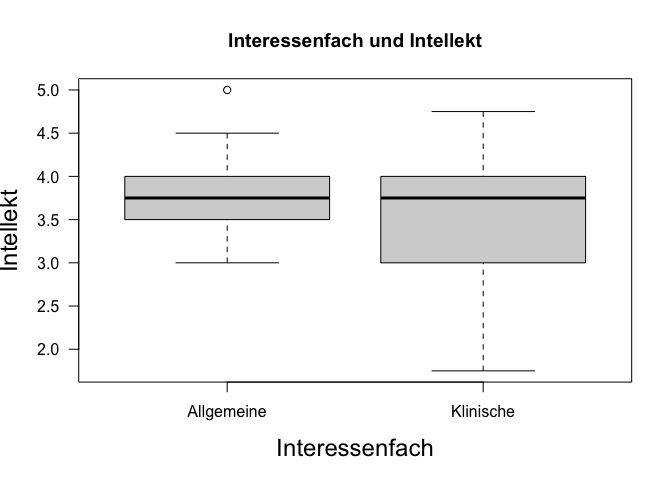 Interessenfach und Intellekt
Intellekt
5.0
4.5
4.0
3.5
3.0
2.5
2.0
Allgemeine
Klinische
Interessenfach